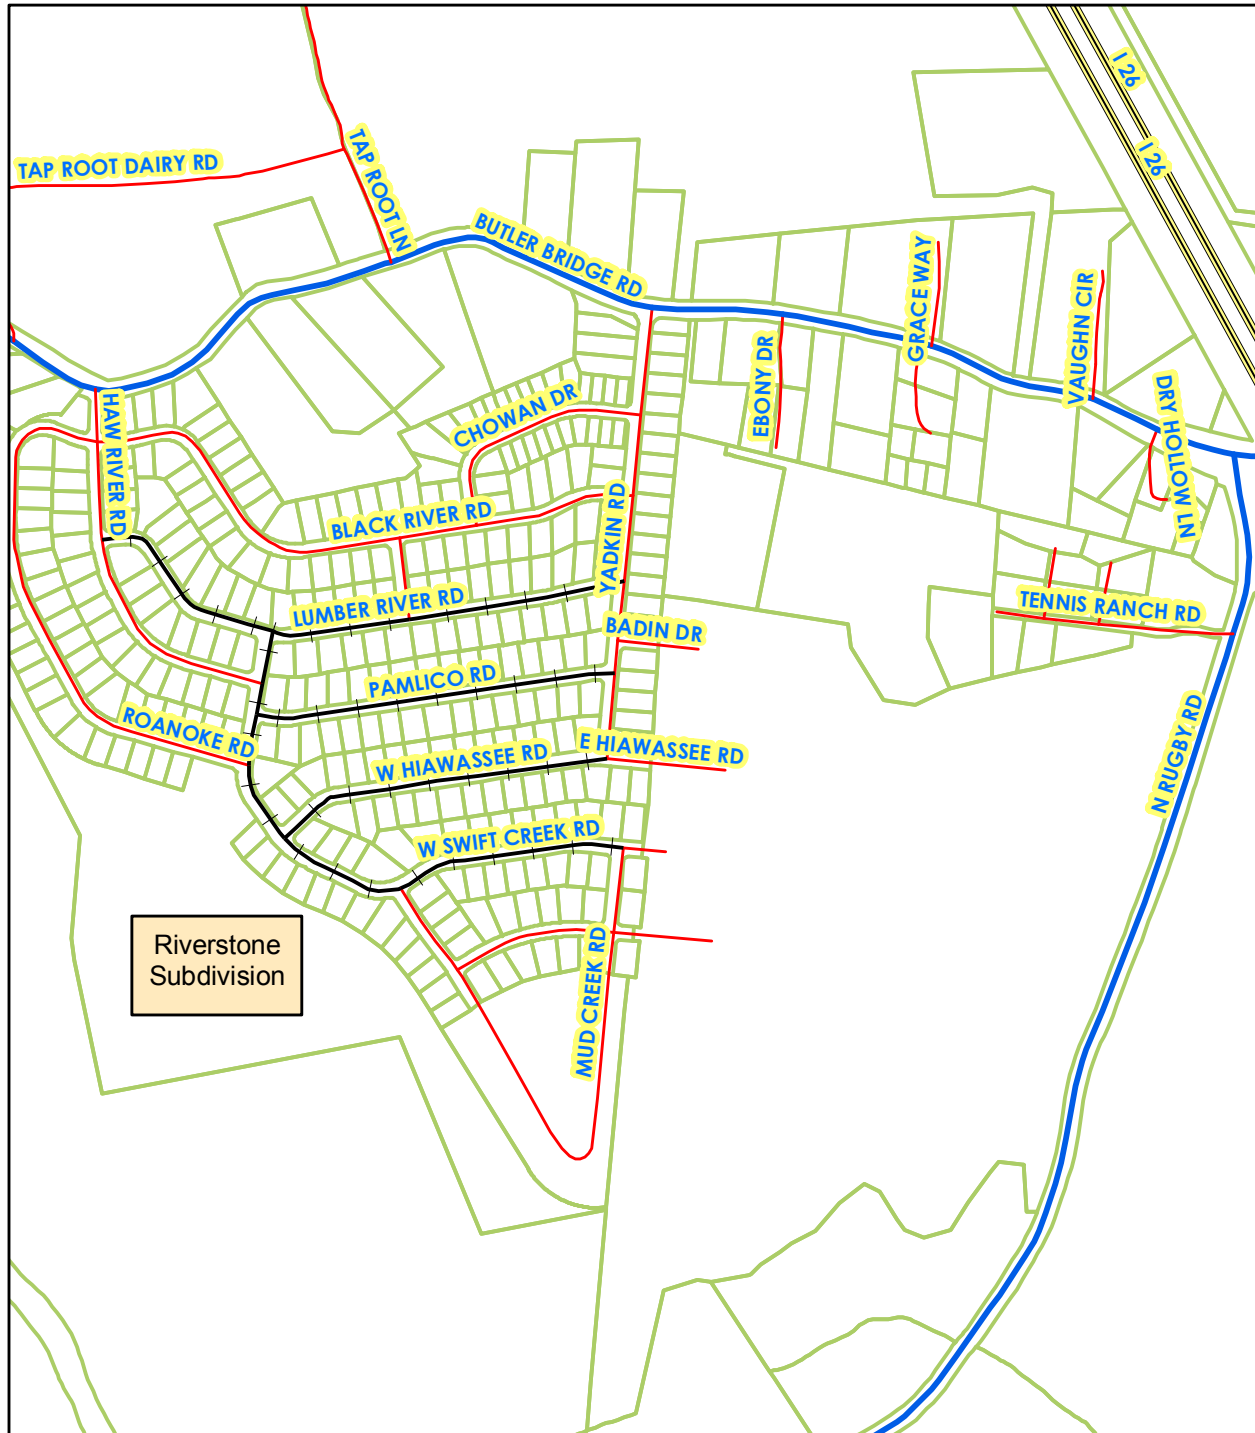 I 26
I 26
TAP ROOT DAIRY RD
TAP ROOT LN
BUTLER BRIDGE RD
GRACE WAY
VAUGHN CIR
EBONY DR
DRY HOLLOW LN
HAW RIVER RD
CHOWAN DR
BLACK RIVER RD
YADKIN RD
LUMBER RIVER RD
BADIN DR
TENNIS RANCH RD
PAMLICO RD
ROANOKE RD
W HIAWASSEE RD
E HIAWASSEE RD
N RUGBY RD
W SWIFT CREEK RD
MUD CREEK RD
Riverstone
Subdivision